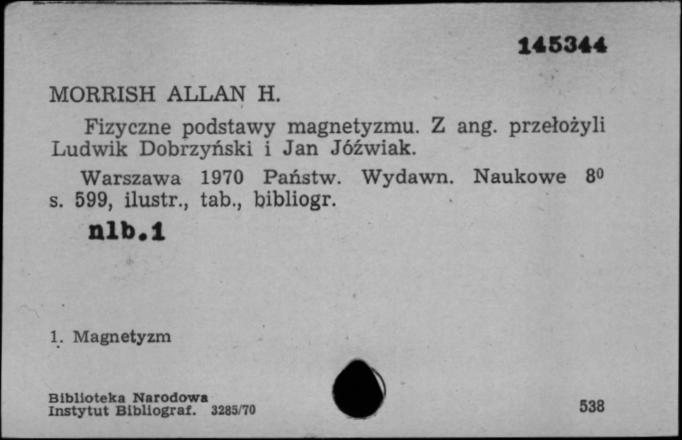 145344
MORRISH ALLAN H.
Fizyczne podstawy magnetyzmu. Z ang. przełożyli
Ludwik Dobrzyński i Jan Jóźwiak.
Warszawa 1970 Państw. Wydawn. Naukowe 8⁰
s. 599, ilustr., tab., bibliogr.
nlb.1
1. Magnetyzm
Biblioteka Narodowa
Instytut Bibliograf. 3285/70
538